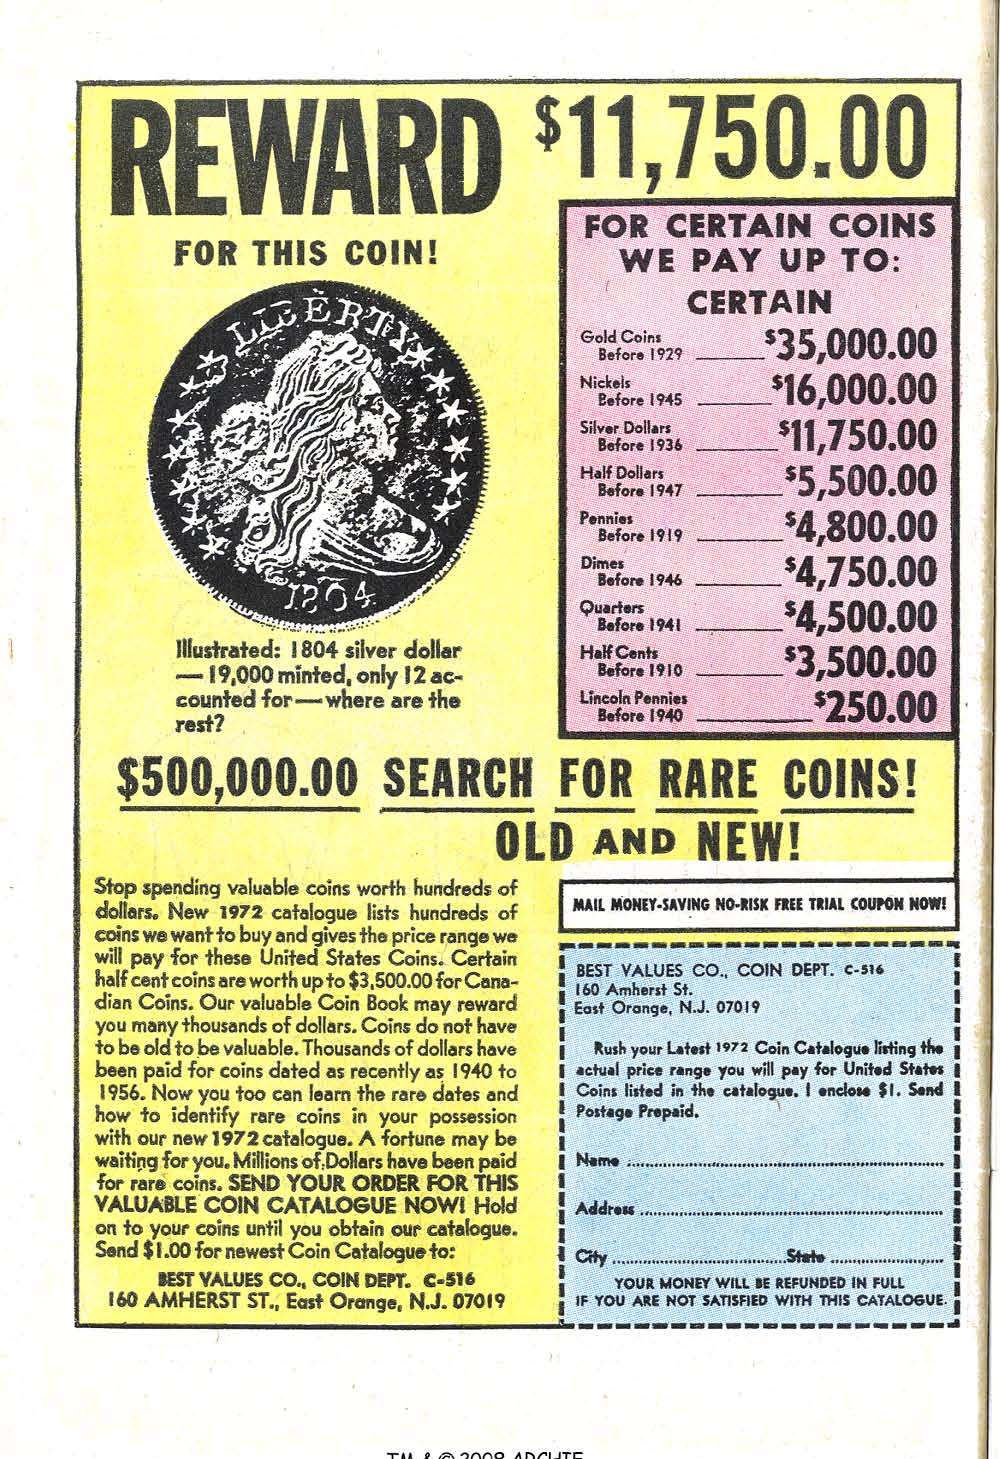 REWARD $11,750.00
FOR THIS COIN!
LIBERTY
1804
Illustrated: 1804 silver dollar
— 19,000 minted, only 12 ac-
counted for — where are the
rest?
FOR CERTAIN COINS
WE PAY UP TO:
CERTAIN
Gold Coins
Before 1929 $35,000.00
Nickels
Before 1945 $16,000.00
Silver Dollars
Before 1936 $11,750.00
Half Dollars
Before 1947 $5,500.00
Pennies
Before 1919 $4,800.00
Dimes
Before 1946 $4,750.00
Quarters
Before 1941 $4,500.00
Half Cents
Before 1910 $3,500.00
Lincoln Pennies
Before 1940 $250.00
$500,000.00 SEARCH FOR RARE COINS!
OLD AND NEW!
Stop spending valuable coins worth hundreds of
dollars. New 1972 catalogue lists hundreds of
coins we want to buy and gives the price range we
will pay for these United States Coins. Certain
half cent coins are worth up to $3,500.00 for Cana-
dian Coins. Our valuable Coin Book may reward
you many thousands of dollars. Coins do not have
to be old to be valuable. Thousands of dollars have
been paid for coins dated as recently as 1940 to
1956. Now you too can learn the rare dates and
how to identify rare coins in your possession
with our new 1972 catalogue. A fortune may be
waiting for you. Millions of Dollars have been paid
for rare coins. SEND YOUR ORDER FOR THIS
VALUABLE COIN CATALOGUE NOW! Hold
on to your coins until you obtain our catalogue.
Send $1.00 for newest Coin Catalogue to:
BEST VALUES CO., COIN DEPT. C-516
160 AMHERST ST., East Orange, N.J. 07019
MAIL MONEY-SAVING NO-RISK FREE TRIAL COUPON NOW!
BEST VALUES CO., COIN DEPT. C-516
160 Amherst St.
East Orange, N.J. 07019
Rush your Latest 1972 Coin Catalogue listing the
actual price range you will pay for United States
Coins listed in the catalogue. I enclose $1. Send
Postage Prepaid.
Name
Address
City State
YOUR MONEY WILL BE REFUNDED IN FULL
IF YOU ARE NOT SATISFIED WITH THIS CATALOGUE.
TM & © 2008 ARCHIE